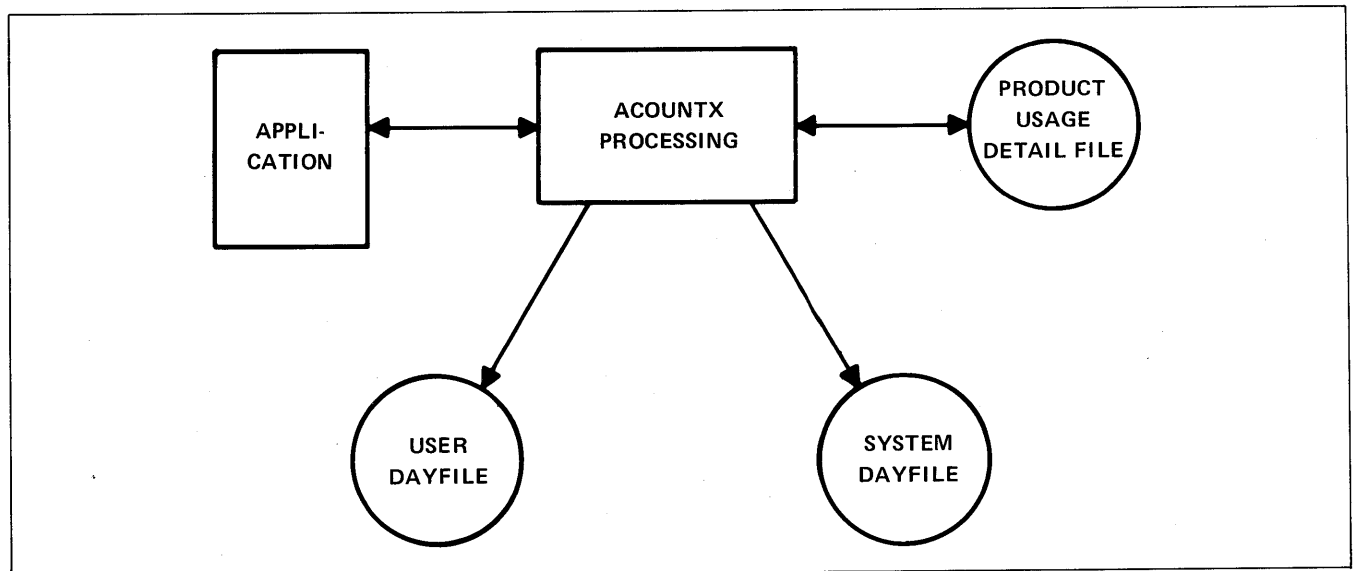 APPLI-
CATION
ACOUNTX
PROCESSING
PRODUCT
USAGE
DETAIL FILE
USER
DAYFILE
SYSTEM
DAYFILE